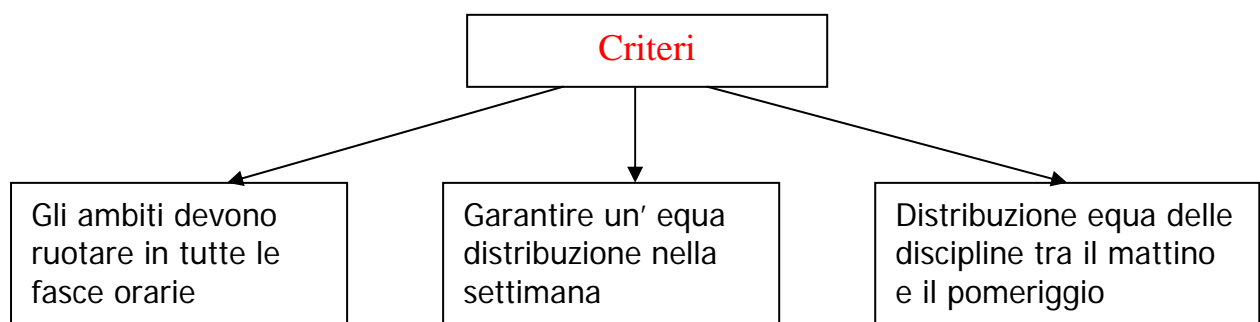 Criteri
Gli ambiti devono
ruotare in tutte le
fasce orarie
Garantire un' equa
distribuzione nella
settimana
Distribuzione equa delle
discipline tra il mattino
e il pomeriggio